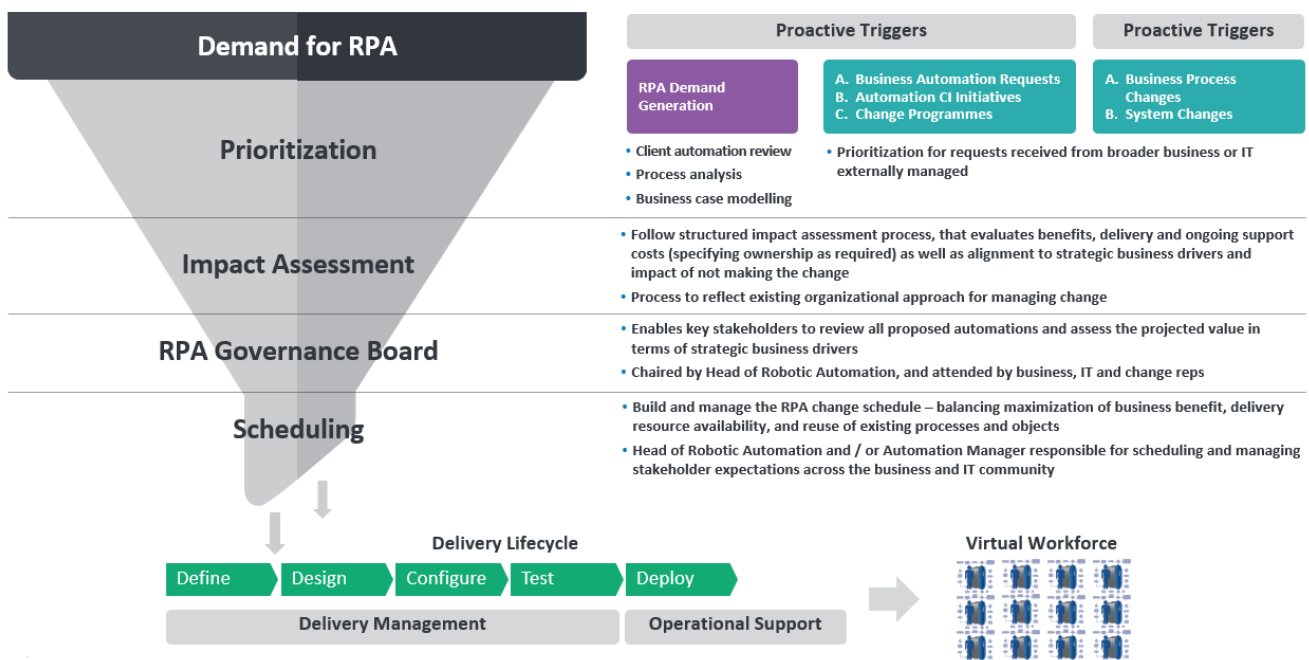 Demand for RPA
Proactive Triggers
Proactive Triggers
RPA Demand
Generation
A. Business Automation Requests
B. Automation CI Initiatives
C. Change Programmes
A. Business Process
Changes
B. System Changes
Prioritization
• Client automation review
• Process analysis
• Business case modelling
• Prioritization for requests received from broader business or IT
externally managed
Impact Assessment
• Follow structured impact assessment process, that evaluates benefits, delivery and ongoing support
costs (specifying ownership as required) as well as alignment to strategic business drivers and
impact of not making the change
• Process to reflect existing organizational approach for managing change
RPA Governance Board
• Enables key stakeholders to review all proposed automations and assess the projected value in
terms of strategic business drivers
• Chaired by Head of Robotic Automation, and attended by business, IT and change reps
Scheduling
• Build and manage the RPA change schedule – balancing maximization of business benefit, delivery
resource availability, and reuse of existing processes and objects
• Head of Robotic Automation and / or Automation Manager responsible for scheduling and managing
stakeholder expectations across the business and IT community
Delivery Lifecycle
Define
Design
Configure
Test
Deploy
Delivery Management
Operational Support
Virtual Workforce